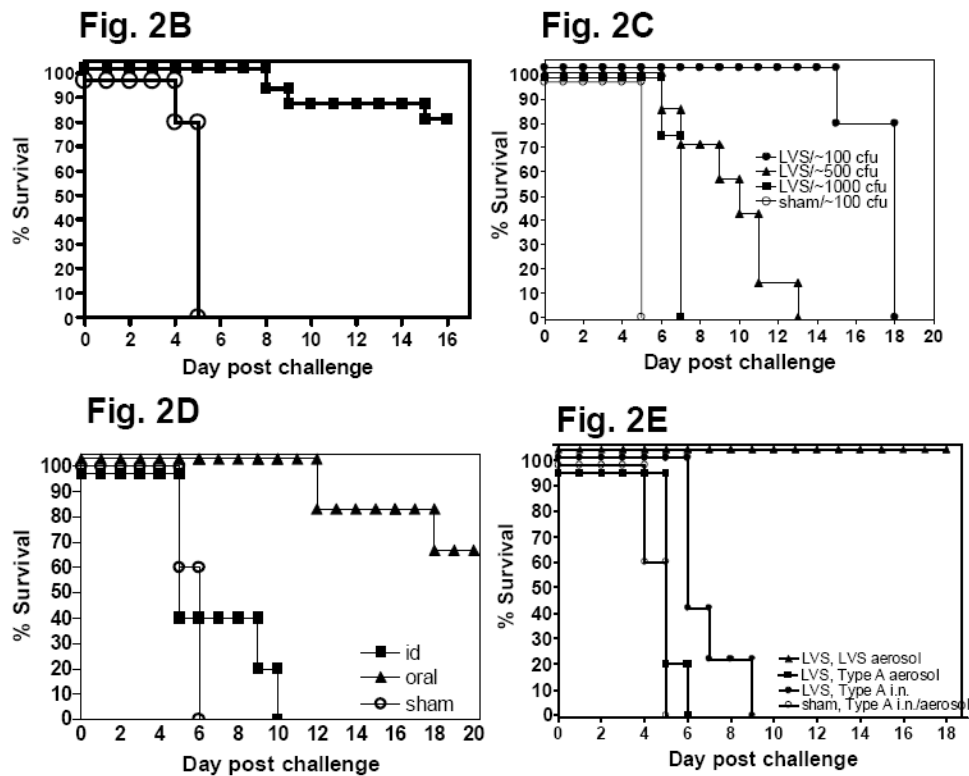 Fig. 2B
100
90
80
70
60
50
40
30
20
10
0
% Survival
0 2 4 6 8 10 12 14 16
Day post challenge
Fig. 2C
100
90
80
70
60
50
40
30
20
10
0
% Survival
LVS/~100 cfu
LVS/~500 cfu
LVS/~1000 cfu
sham/~100 cfu
0 2 4 6 8 10 12 14 16 18 20
Day post challenge
Fig. 2D
100
90
80
70
60
50
40
30
20
10
0
% Survival
id
oral
sham
0 2 4 6 8 10 12 14 16 18 20
Day post challenge
Fig. 2E
100
90
80
70
60
50
40
30
20
10
0
% Survival
LVS, LVS aerosol
LVS, Type A aerosol
LVS, Type A i.n.
sham, Type A i.n./aerosol
0 2 4 6 8 10 12 14 16 18
Day post challenge